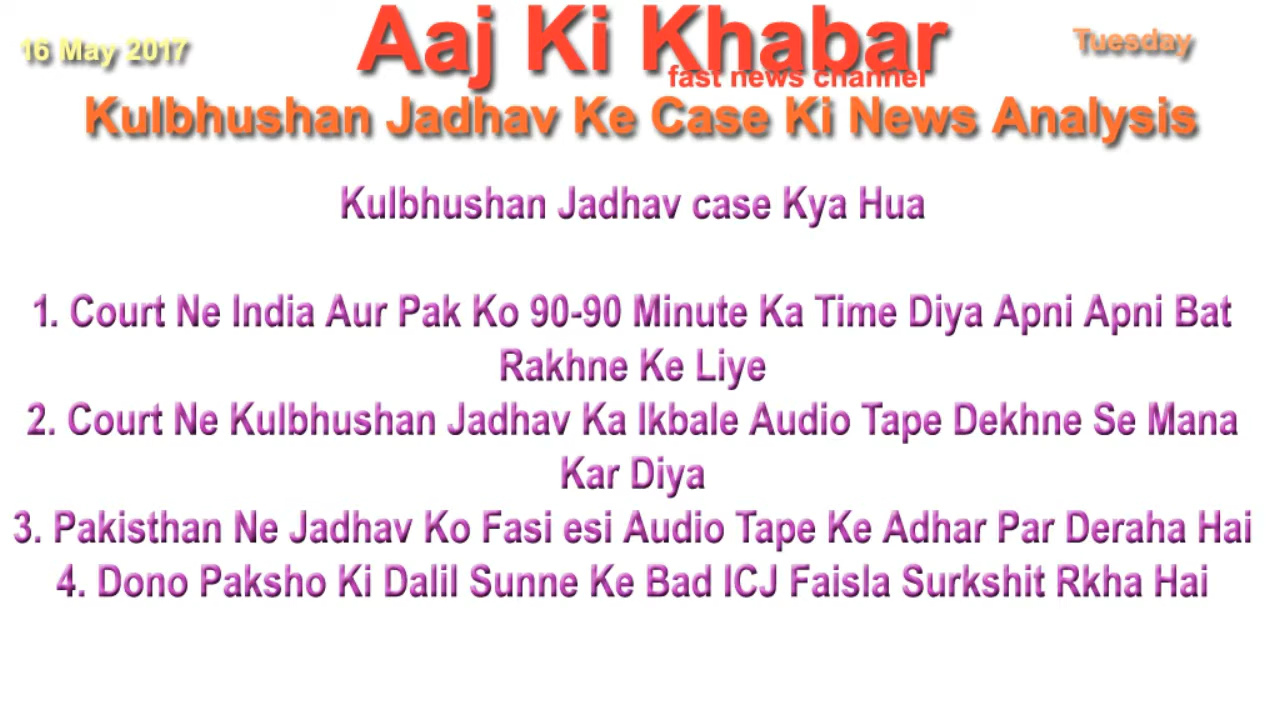 16 May 2017
Aaj Ki Khabar
Tuesday
fast news channel
Kulbhushan Jadhav Ke Case Ki News Analysis
Kulbhushan Jadhav case Kya Hua
1. Court Ne India Aur Pak Ko 90-90 Minute Ka Time Diya Apni Apni Bat
Rakhne Ke Liye
2. Court Ne Kulbhushan Jadhav Ka Ikbale Audio Tape Dekhne Se Mana
Kar Diya
3. Pakisthan Ne Jadhav Ko Fasi esi Audio Tape Ke Adhar Par Deraha Hai
4. Dono Paksho Ki Dalil Sunne Ke Bad ICJ Faisla Surkshit Rkha Hai